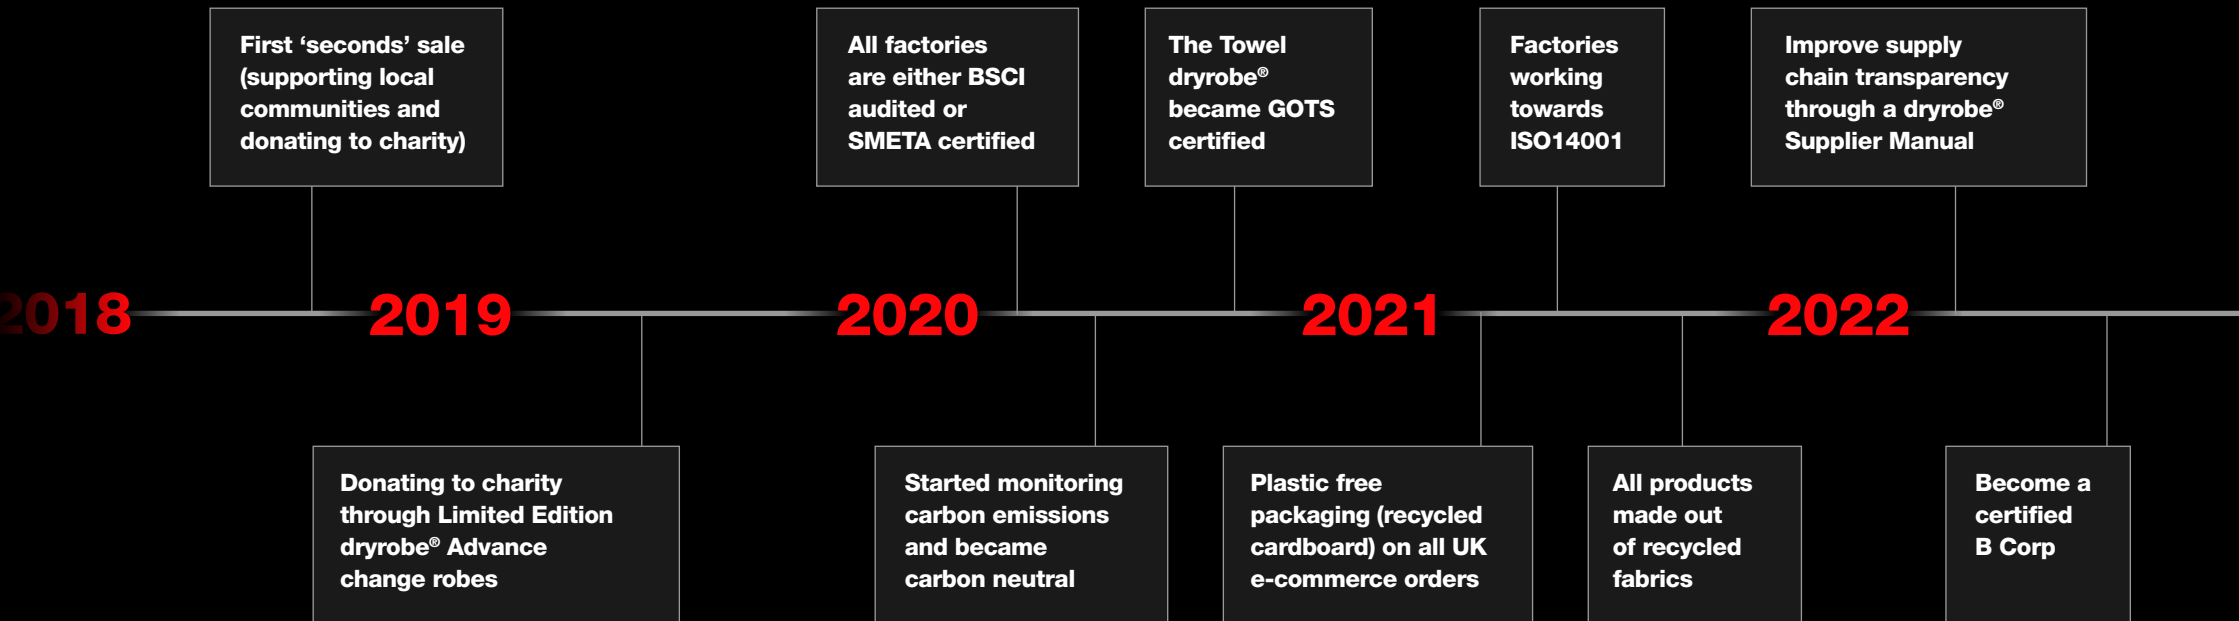 First ‘seconds’ sale
(supporting local
communities and
donating to charity)
All factories
are either BSCI
audited or
SMETA certified
The Towel
dryrobe®
became GOTS
certified
Factories
working
towards
ISO14001
Improve supply
chain transparency
through a dryrobe®
Supplier Manual
2018
2019
2020
2021
2022
Donating to charity
through Limited Edition
dryrobe® Advance
change robes
Started monitoring
carbon emissions
and became
carbon neutral
Plastic free
packaging (recycled
cardboard) on all UK
e-commerce orders
All products
made out
of recycled
fabrics
Become a
certified
B Corp